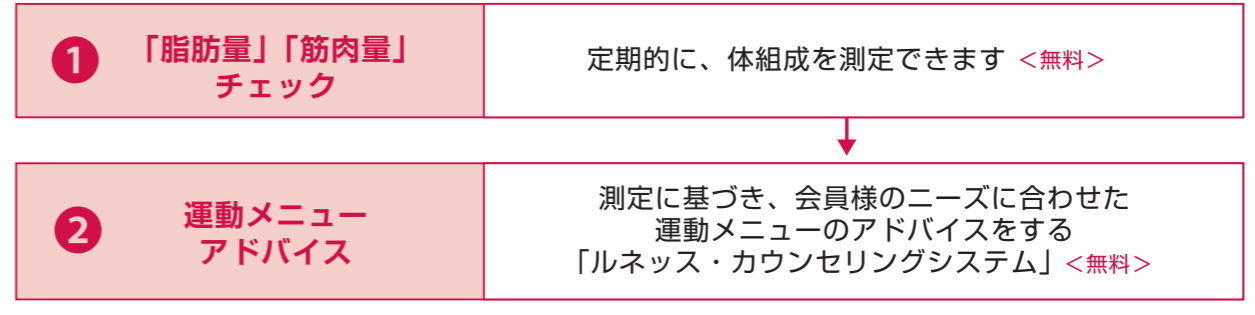 ❶
「脂肪量」「筋肉量」
チェック
定期的に、体組成を測定できます ＜無料＞
❷
運動メニュー
アドバイス
測定に基づき、会員様のニーズに合わせた
運動メニューのアドバイスをする
「ルネッス・カウンセリングシステム」＜無料＞